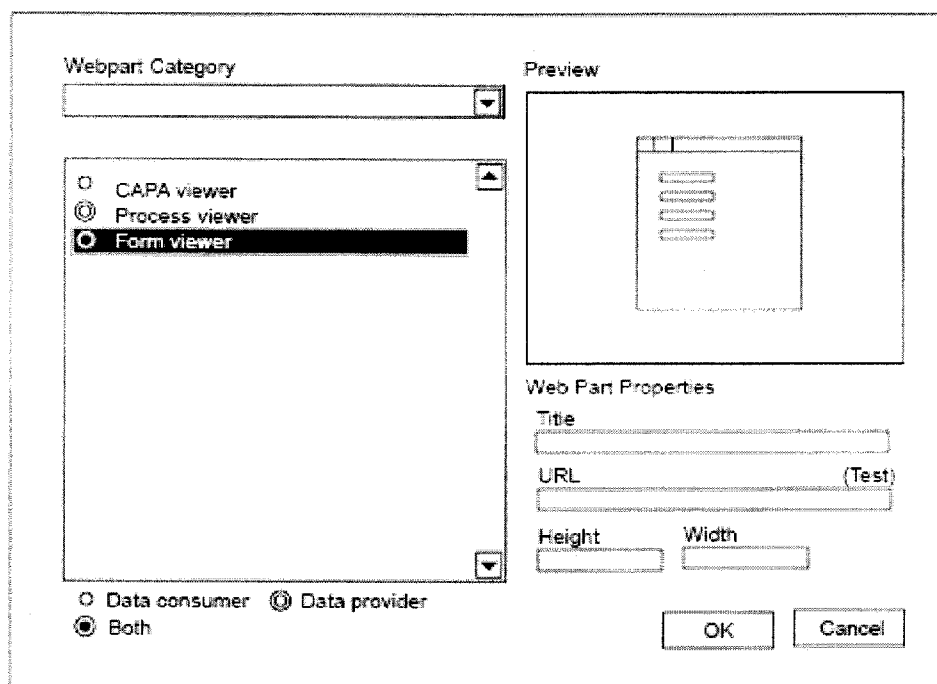 Webpart Category
CAPA viewer
Process viewer
Form viewer
Data consumer Data provider
Both
Preview
Web Part Properties
Title
URL (Test)
Height Width
OK Cancel